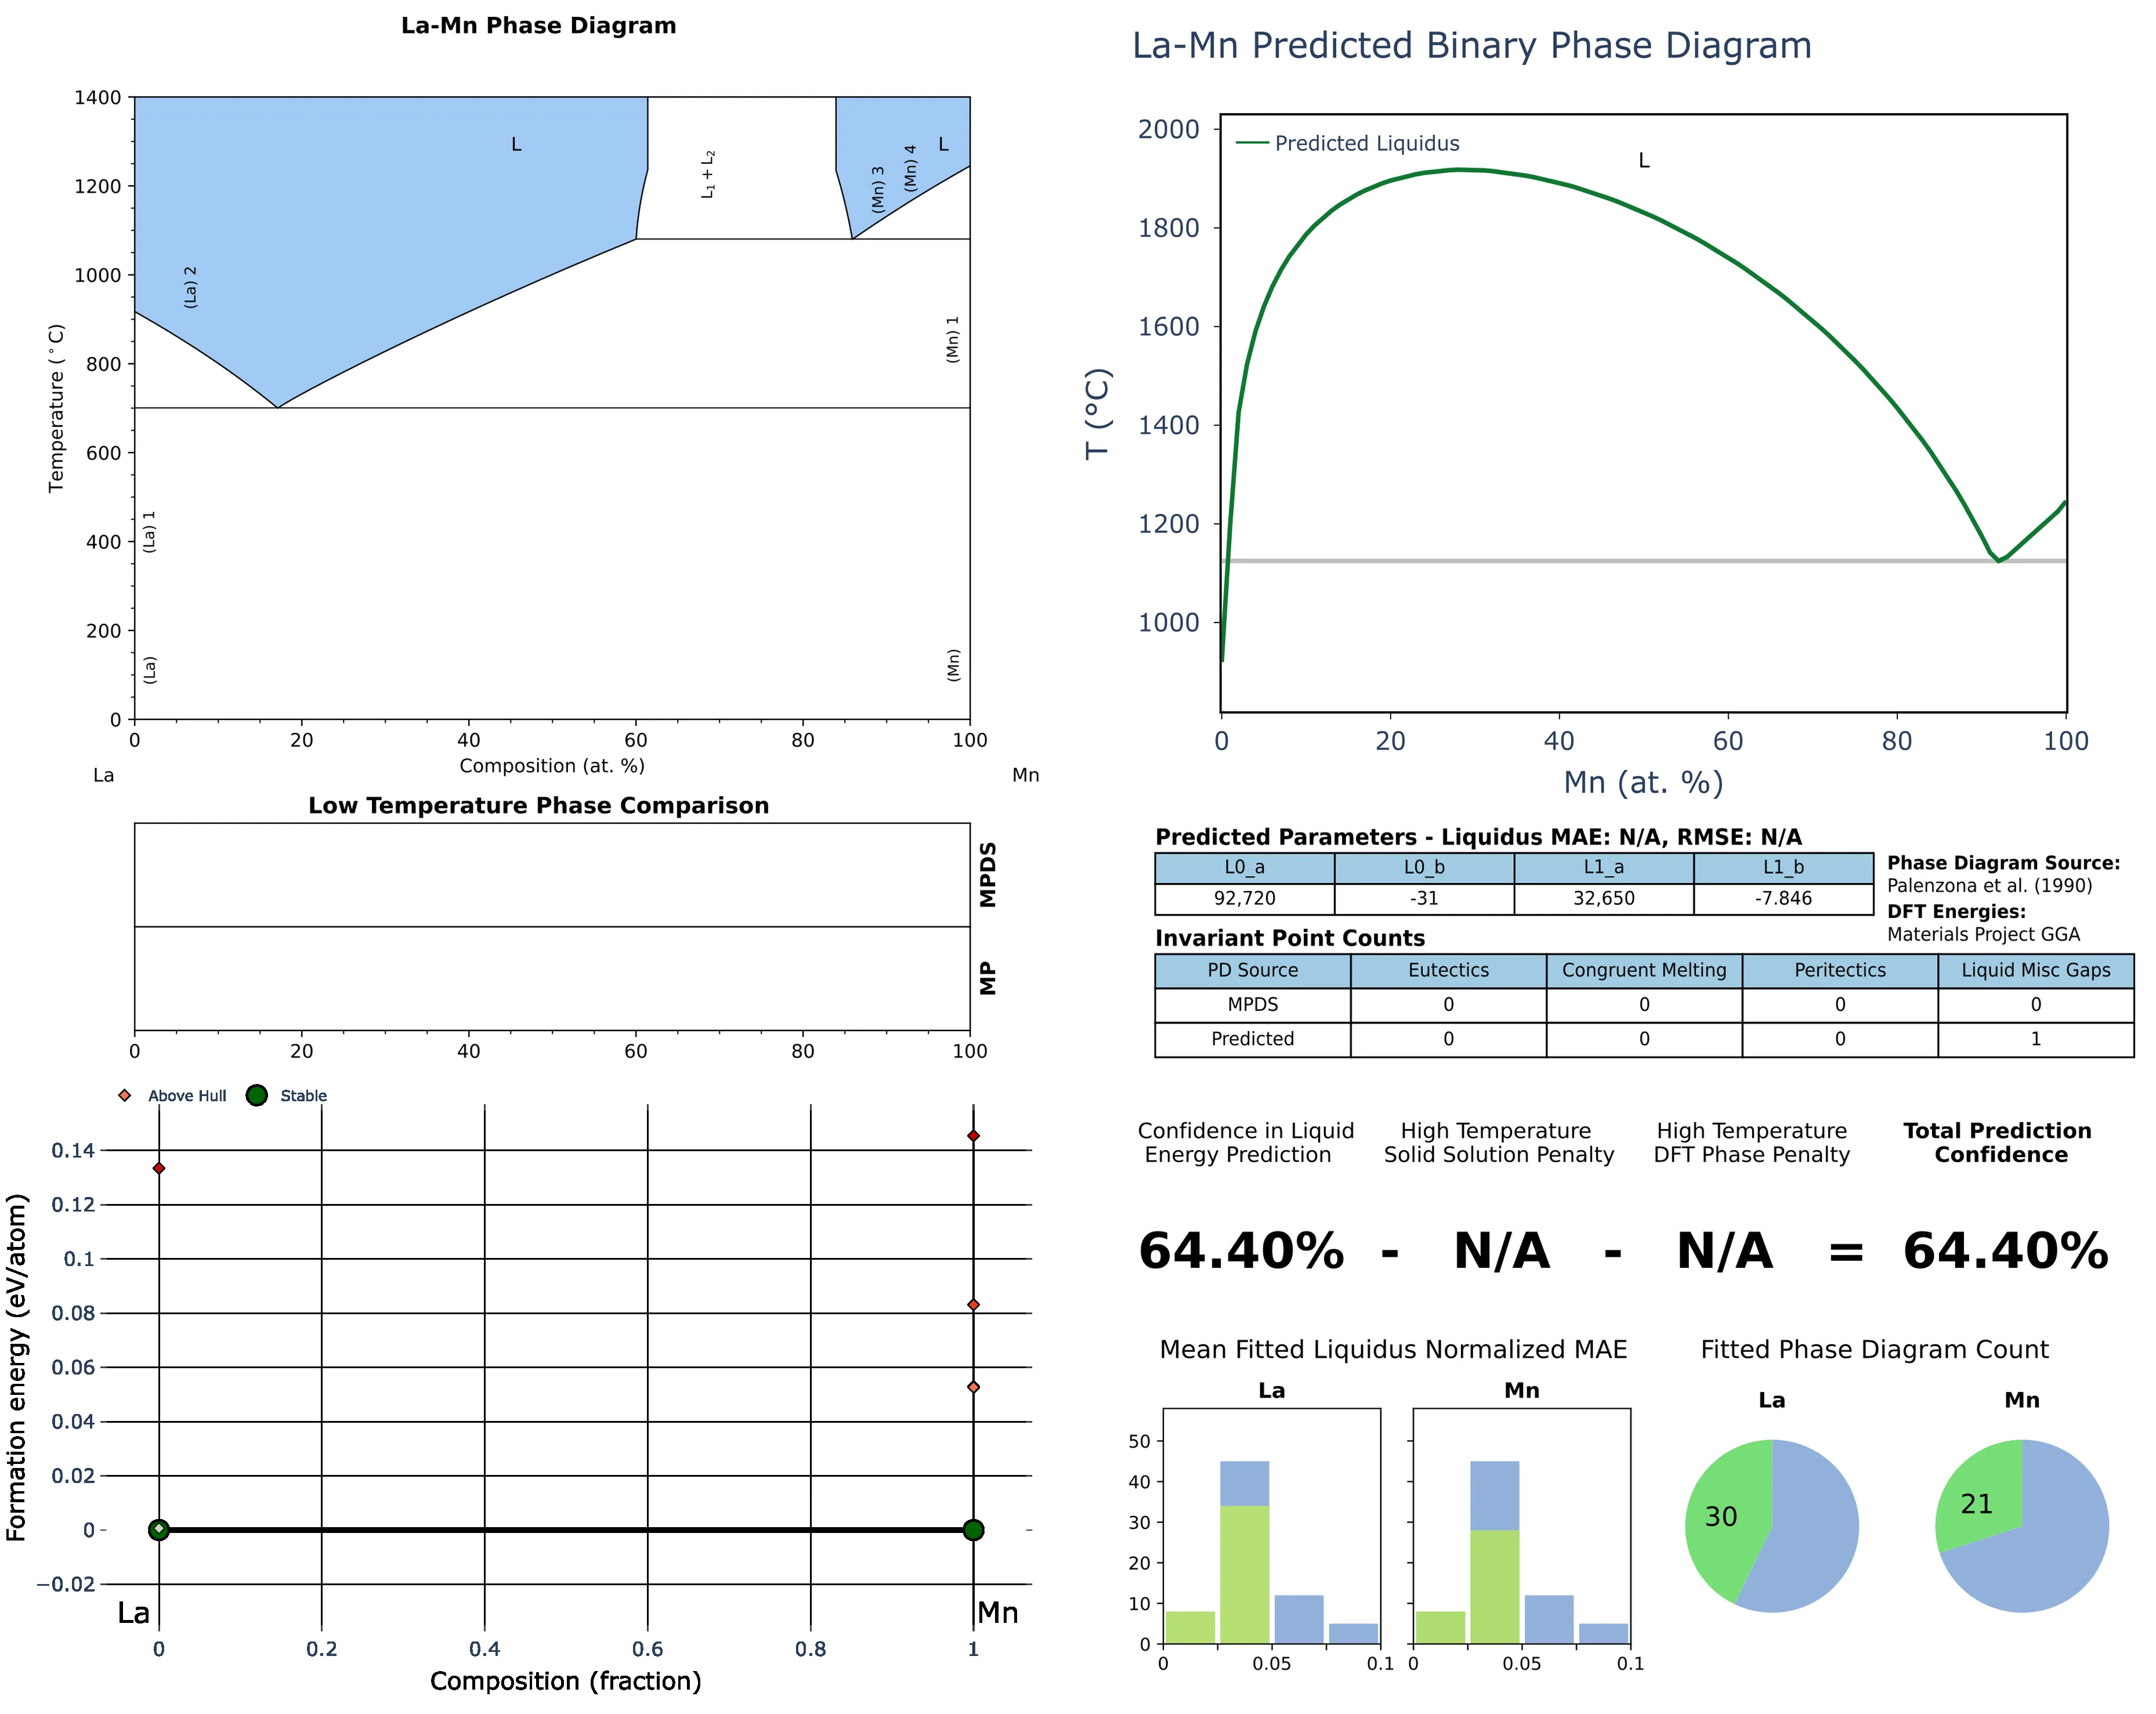 La-Mn Phase Diagram
1400
1200
1000
800
600
400
200
0
Temperature (°C)
L
L
L₁ + L₂
(Mn) 3
(Mn) 4
(La) 2
(Mn) 1
(La) 1
(La)
(Mn)
0 20 40 60 80 100
Composition (at. %)
La Mn
Low Temperature Phase Comparison
MPDS
MP
0 20 40 60 80 100
Above Hull Stable
0.14
0.12
0.1
0.08
0.06
0.04
0.02
0
−0.02
Formation energy (eV/atom)
La Mn
0 0.2 0.4 0.6 0.8 1
Composition (fraction)
La-Mn Predicted Binary Phase Diagram
2000
1800
1600
1400
1200
1000
T (°C)
Predicted Liquidus
L
0 20 40 60 80 100
Mn (at. %)
Predicted Parameters - Liquidus MAE: N/A, RMSE: N/A
L0_a L0_b L1_a L1_b
92,720 -31 32,650 -7.846
Phase Diagram Source:
Palenzona et al. (1990)
DFT Energies:
Materials Project GGA
Invariant Point Counts
PD Source Eutectics Congruent Melting Peritectics Liquid Misc Gaps
MPDS 0 0 0 0
Predicted 0 0 0 1
Confidence in Liquid
Energy Prediction
High Temperature
Solid Solution Penalty
High Temperature
DFT Phase Penalty
Total Prediction
Confidence
64.40% - N/A - N/A = 64.40%
Mean Fitted Liquidus Normalized MAE
La
Mn
50
40
30
20
10
0
0 0.05 0.1
0 0.05 0.1
Fitted Phase Diagram Count
La
Mn
30
21